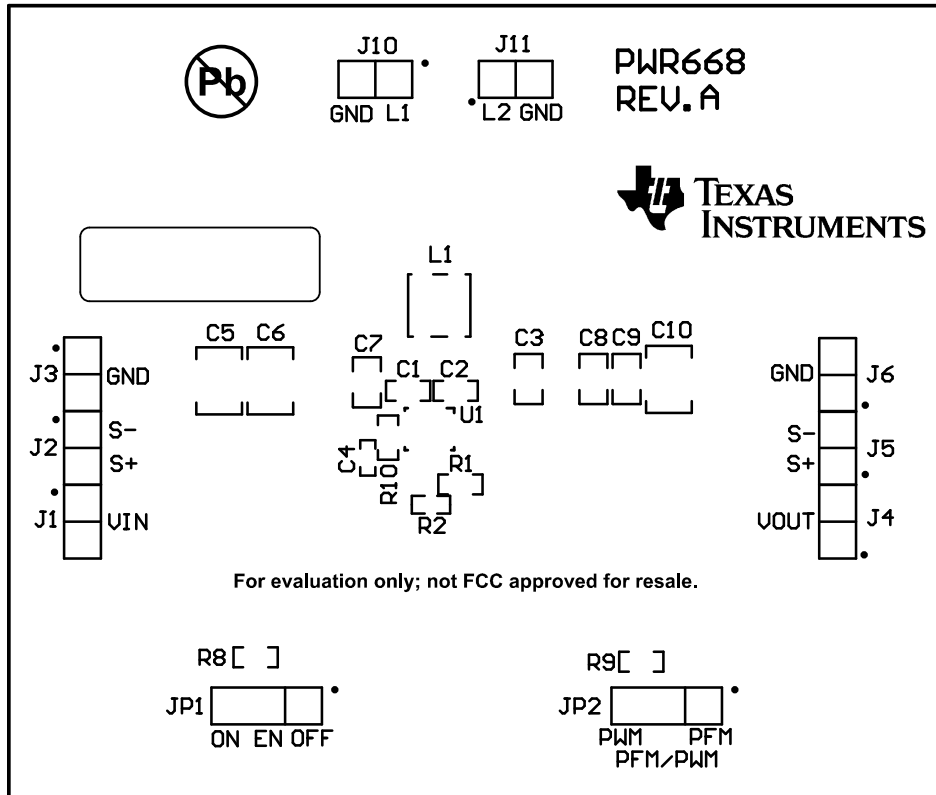 J10
J11
PWR668
REV.A
Pb
GND L1
L2 GND
TEXAS
INSTRUMENTS
L1
C5 C6
C7
C3
C8 C9
C10
C1 C2
J3
GND
GND
J6
U1
S-
J2
S+
S-
J5
S+
C4
R10
R1
R2
J1
VIN
VOUT
J4
For evaluation only; not FCC approved for resale.
R8
R9
JP1
JP2
ON EN OFF
PWM PFM
PFM/PWM